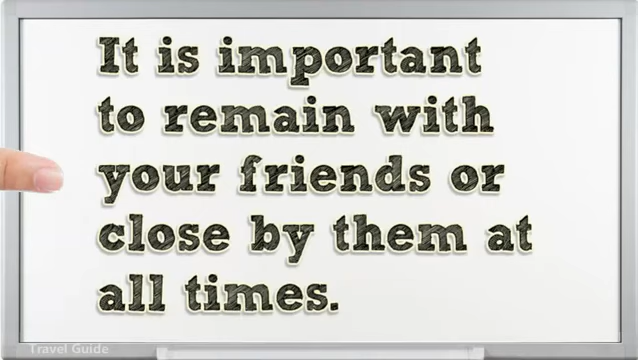 It is important
to remain with
your friends or
close by them at
all times.
Travel Guide